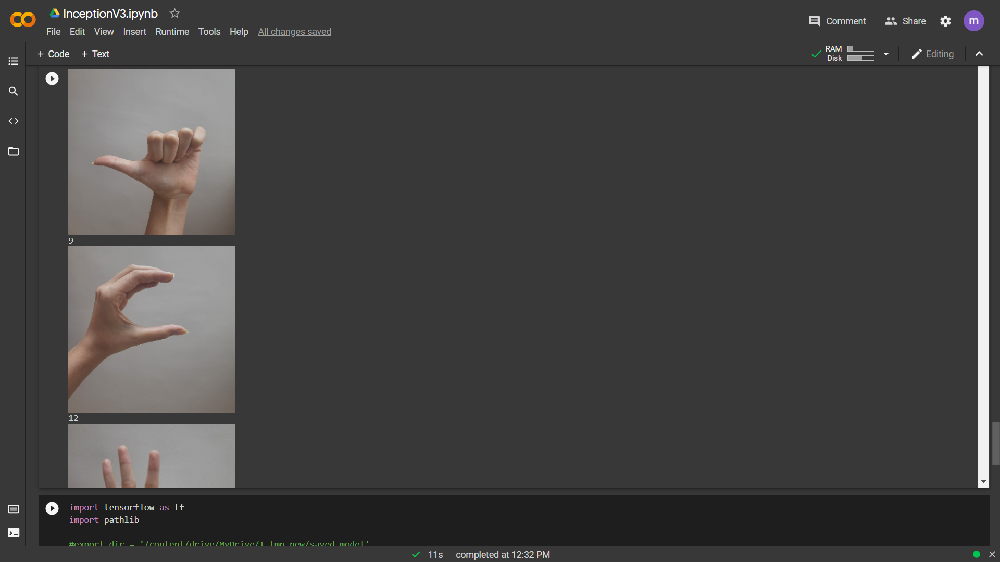 InceptionV3.ipynb
File Edit View Insert Runtime Tools Help All changes saved
Comment
Share
m
+ Code + Text
RAM
Disk
Editing
9
12
import tensorflow as tf
import pathlib
#export_dir = '/content/drive/MyDrive/I_tmp_new/saved_model'
11s completed at 12:32 PM